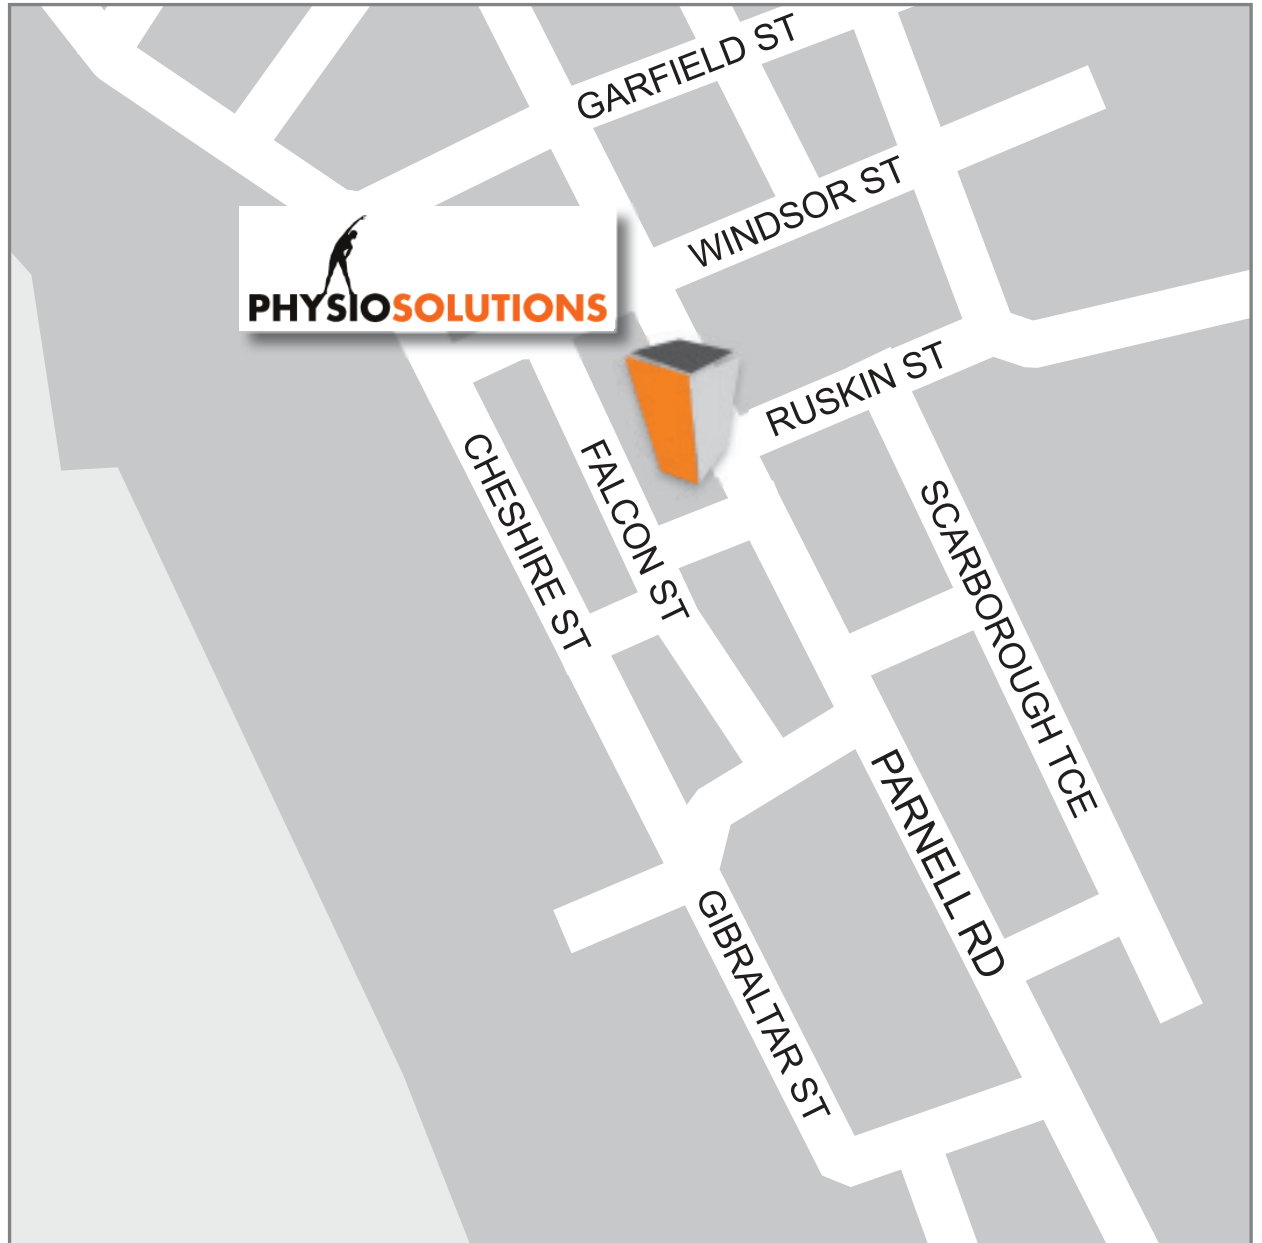 GARFIELD ST
WINDSOR ST
PHYSIOSOLUTIONS
RUSKIN ST
CHESHIRE ST
FALCON ST
SCARBOROUGH TCE
PARNELL RD
GIBRALTAR ST